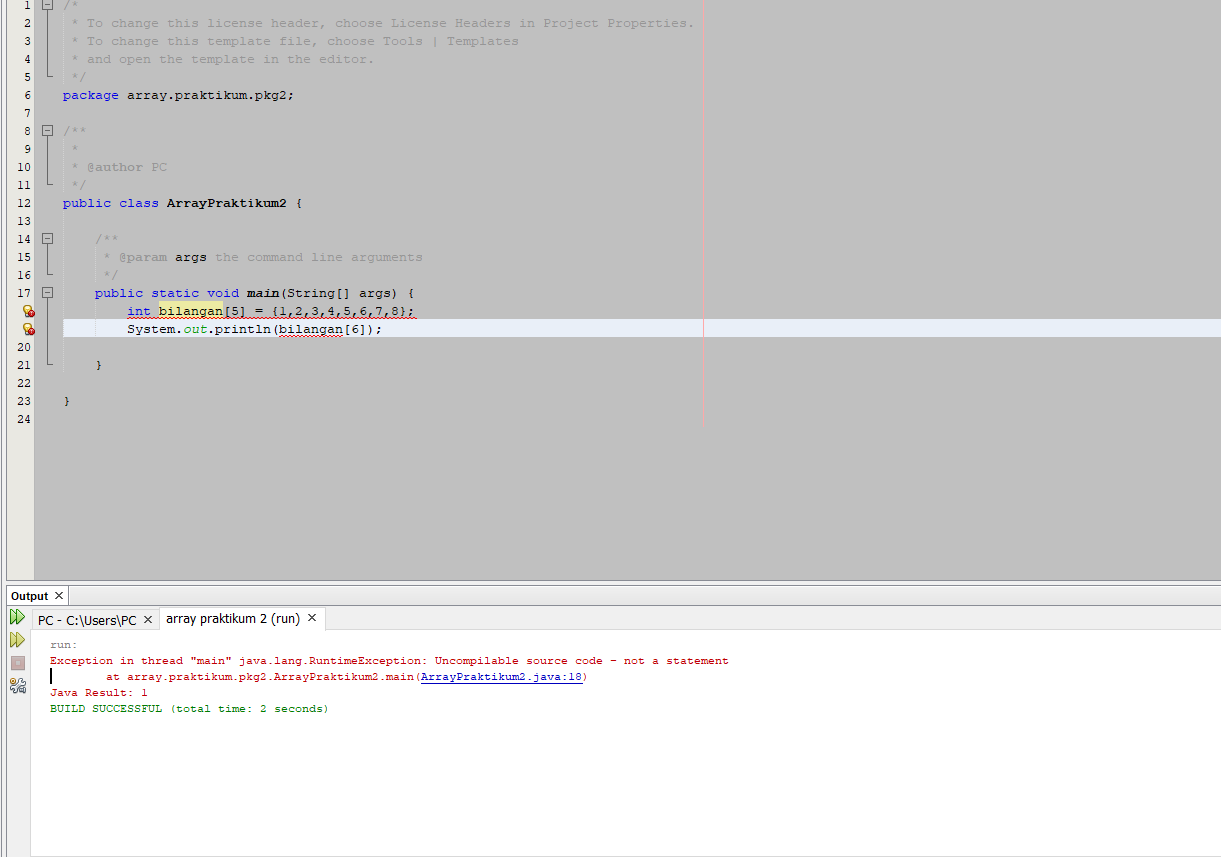 1 /*
2 * To change this license header, choose License Headers in Project Properties.
3 * To change this template file, choose Tools | Templates
4 * and open the template in the editor.
5 */
6 package array.praktikum.pkg2;
7
8 /**
9 *
10 * @author PC
11 */
12 public class ArrayPraktikum2 {
13
14 /**
15 * @param args the command line arguments
16 */
17 public static void main(String[] args) {
int bilangan[5] = {1,2,3,4,5,6,7,8};
System.out.println(bilangan[6]);
20
21 }
22
23 }
24
Output
PC - C:\Users\PC array praktikum 2 (run)
run:
Exception in thread "main" java.lang.RuntimeException: Uncompilable source code - not a statement
at array.praktikum.pkg2.ArrayPraktikum2.main(ArrayPraktikum2.java:18)
Java Result: 1
BUILD SUCCESSFUL (total time: 2 seconds)